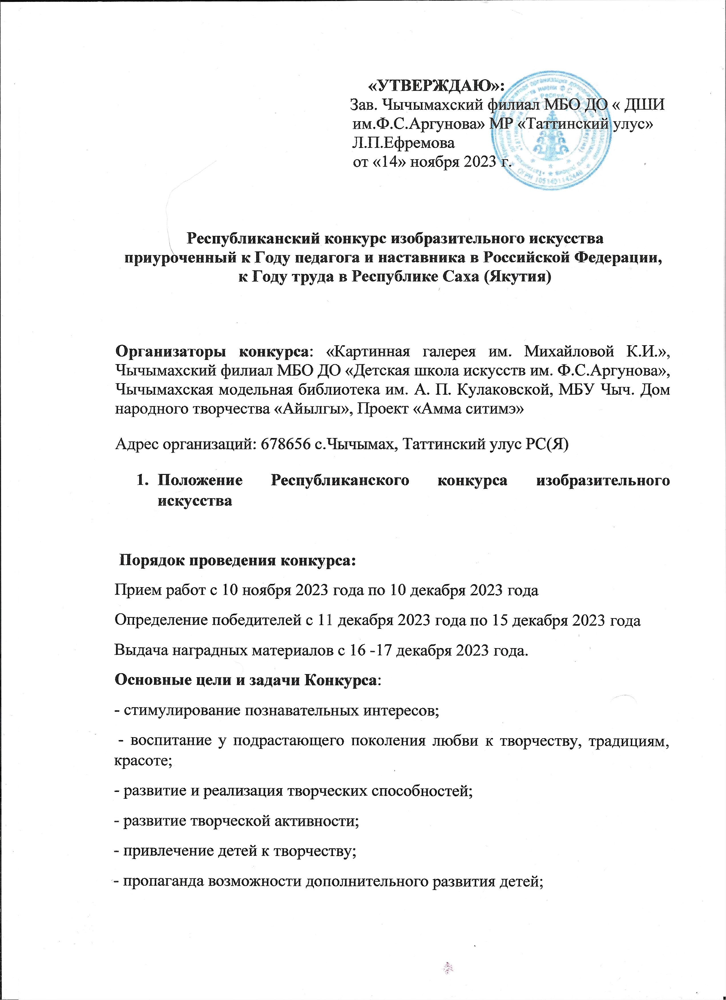 «УТВЕРЖДАЮ»:
Зав. Чычымахский филиал МБО ДО « ДШИ
им.Ф.С.Аргунова» МР «Таттинский улус»
Л.П.Ефремова
от «14» ноября 2023 г.
ОГРН 1051401142448
Республиканский конкурс изобразительного искусства
приуроченный к Году педагога и наставника в Российской Федерации,
к Году труда в Республике Саха (Якутия)
Организаторы конкурса: «Картинная галерея им. Михайловой К.И.»,
Чычымахский филиал МБО ДО «Детская школа искусств им. Ф.С.Аргунова»,
Чычымахская модельная библиотека им. А. П. Кулаковской, МБУ Чыч. Дом
народного творчества «Айылгы», Проект «Амма ситимэ»
Адрес организаций: 678656 с.Чычымах, Таттинский улус РС(Я)
1. Положение Республиканского конкурса изобразительного
искусства
Порядок проведения конкурса:
Прием работ с 10 ноября 2023 года по 10 декабря 2023 года
Определение победителей с 11 декабря 2023 года по 15 декабря 2023 года
Выдача наградных материалов с 16 -17 декабря 2023 года.
Основные цели и задачи Конкурса:
- стимулирование познавательных интересов;
- воспитание у подрастающего поколения любви к творчеству, традициям,
красоте;
- развитие и реализация творческих способностей;
- развитие творческой активности;
- привлечение детей к творчеству;
- пропаганда возможности дополнительного развития детей;